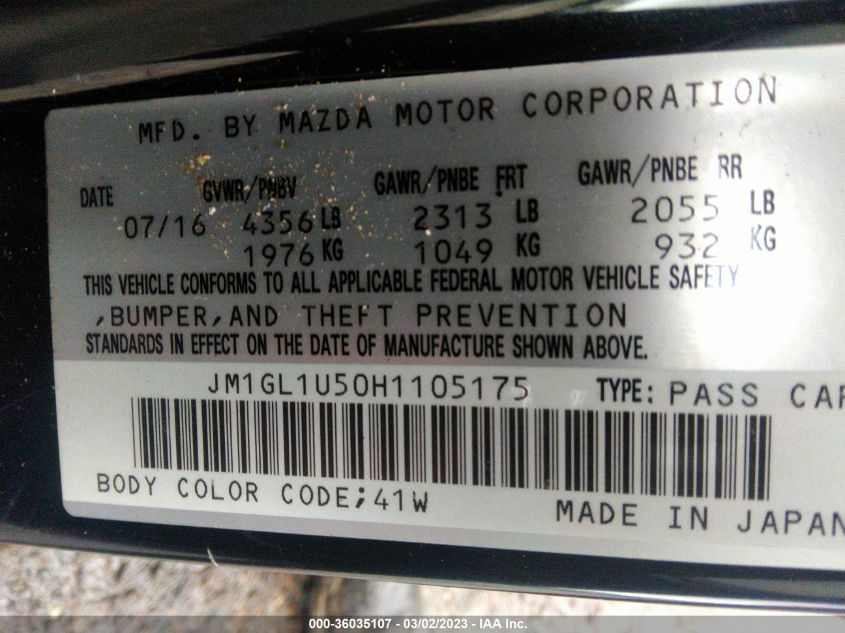 MFD. BY MAZDA MOTOR CORPORATION
DATE GVWR/PNBV GAWR/PNBE FRT GAWR/PNBE RR
07/16 4356 LB 2313 LB 2055 LB
1976 KG 1049 KG 932 KG
THIS VEHICLE CONFORMS TO ALL APPLICABLE FEDERAL MOTOR VEHICLE SAFETY
,BUMPER,AND THEFT PREVENTION
STANDARDS IN EFFECT ON THE DATE OF MANUFACTURE SHOWN ABOVE.
JM1GL1U50H1105175 TYPE: PASS CAR
BODY COLOR CODE;41W MADE IN JAPAN
000-36035107 - 03/02/2023 - IAA Inc.